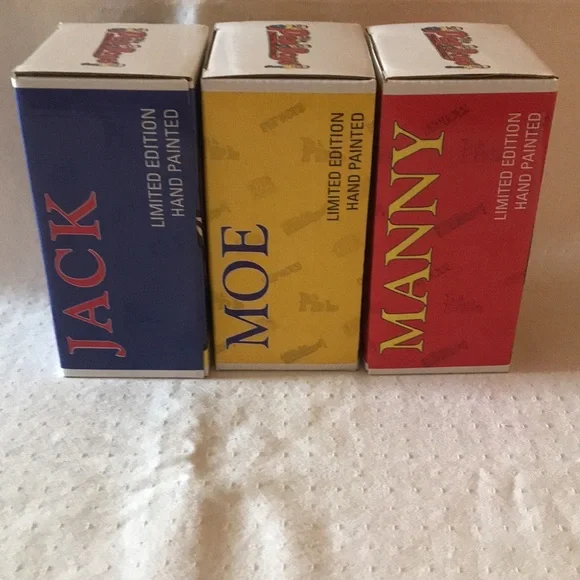 JACK
LIMITED EDITION
HAND PAINTED
MOE
LIMITED EDITION
HAND PAINTED
MANNY
LIMITED EDITION
HAND PAINTED